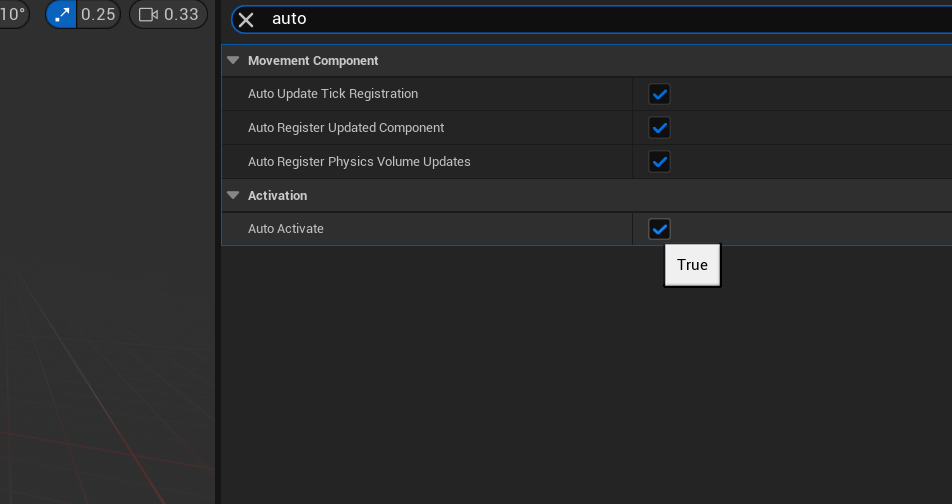 10°
0.25
0.33
auto
Movement Component
Auto Update Tick Registration
Auto Register Updated Component
Auto Register Physics Volume Updates
Activation
Auto Activate
True